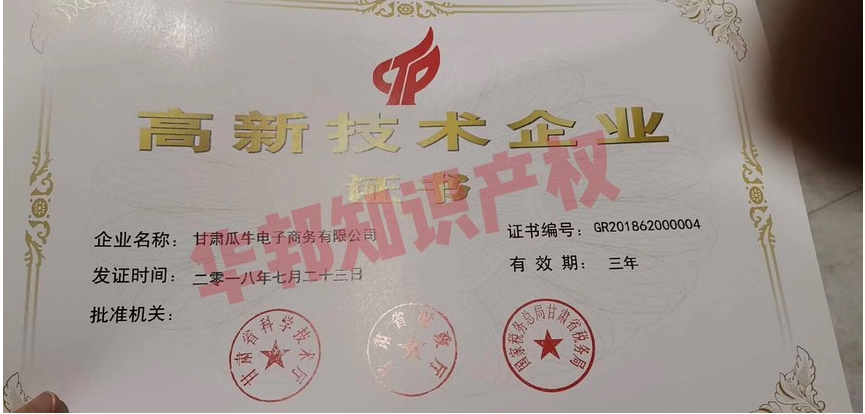 CTP
高新技术企业
证书
华邦知识产权
企业名称：甘肃瓜牛电子商务有限公司
证书编号：GR201862000004
发证时间：二零一八年七月二十三日
有效期：三年
批准机关：
甘肃省科学技术厅
甘肃省财政厅
国家税务总局甘肃省税务局